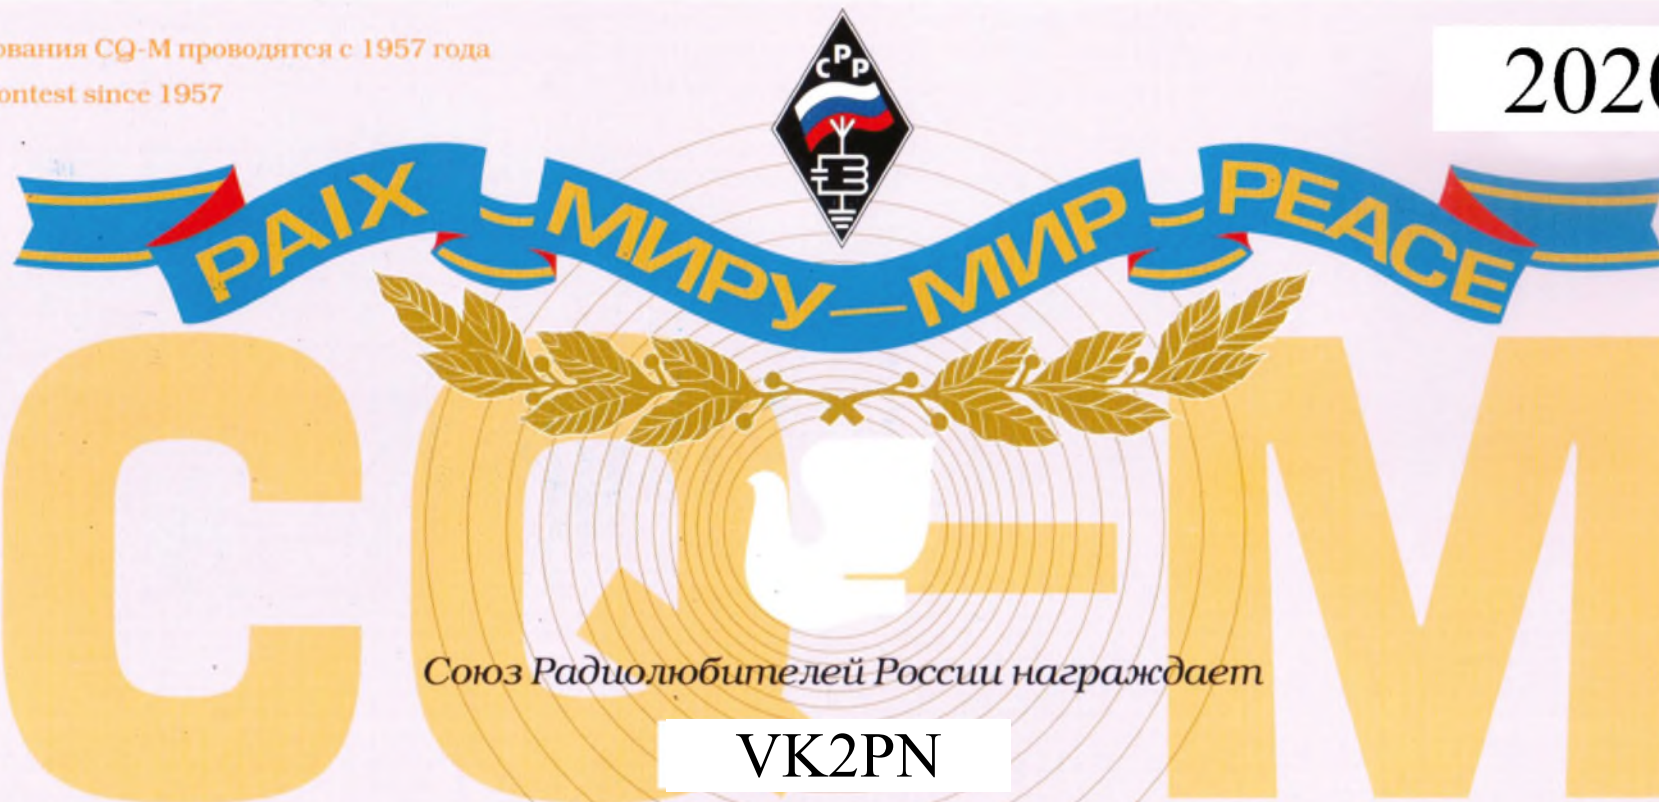 ования CQ-M проводятся с 1957 года
ontest since 1957
2020
СРР
PAIX МИРУ—МИР PEACE
CQ-M
Союз Радиолюбителей России награждает
VK2PN